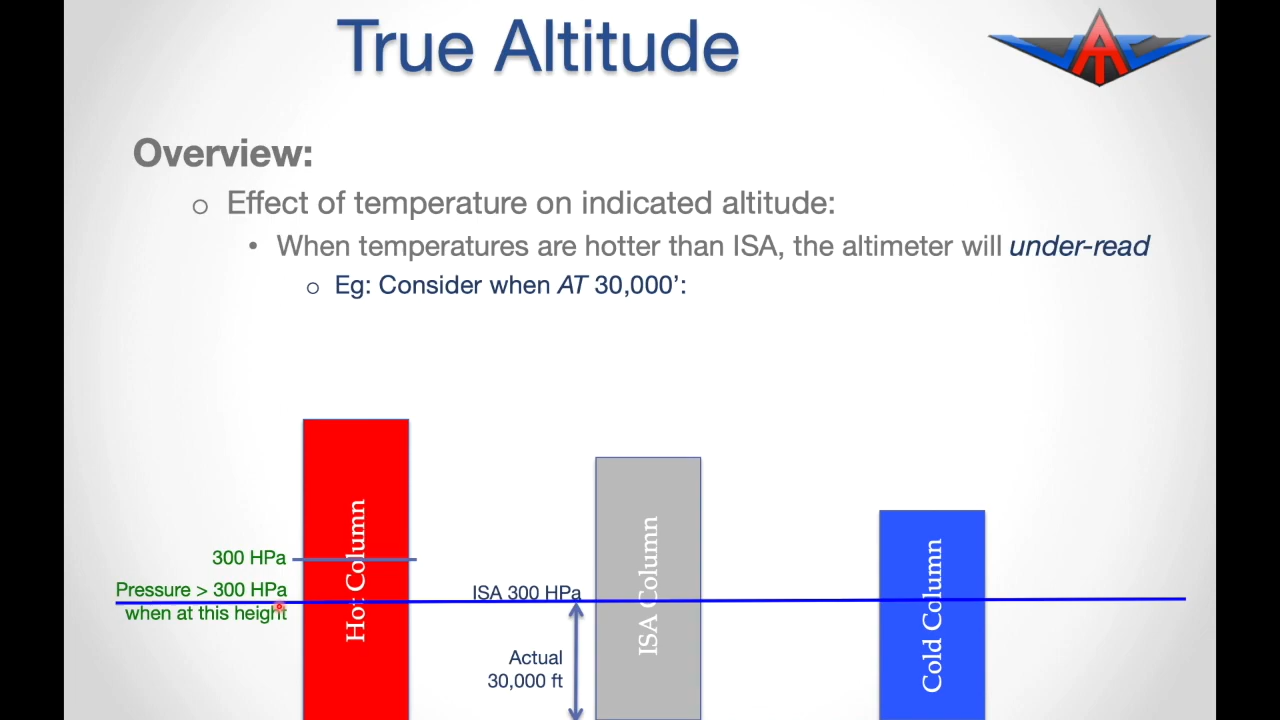 True Altitude
Overview:
Effect of temperature on indicated altitude:
When temperatures are hotter than ISA, the altimeter will under-read
Eg: Consider when AT 30,000’:
300 HPa
Pressure > 300 HPa
when at this height
Hot Column
ISA 300 HPa
Actual
30,000 ft
ISA Column
Cold Column